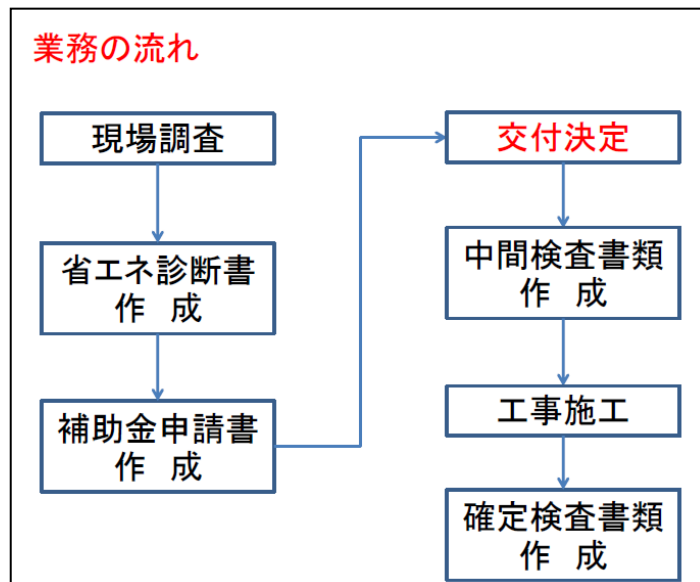 業務の流れ
現場調査
省エネ診断書
作 成
補助金申請書
作 成
交付決定
中間検査書類
作 成
工事施工
確定検査書類
作 成